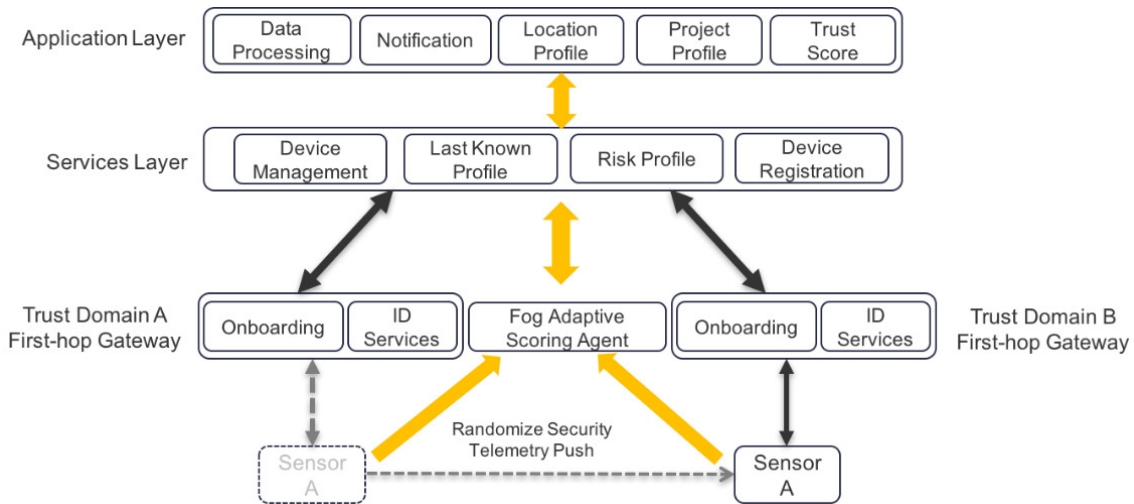 Application Layer
Data
Processing
Notification
Location
Profile
Project
Profile
Trust
Score
Services Layer
Device
Management
Last Known
Profile
Risk Profile
Device
Registration
Trust Domain A
First-hop Gateway
Onboarding
ID
Services
Fog Adaptive
Scoring Agent
Onboarding
ID
Services
Trust Domain B
First-hop Gateway
Randomize Security
Telemetry Push
Sensor
A
Sensor
A